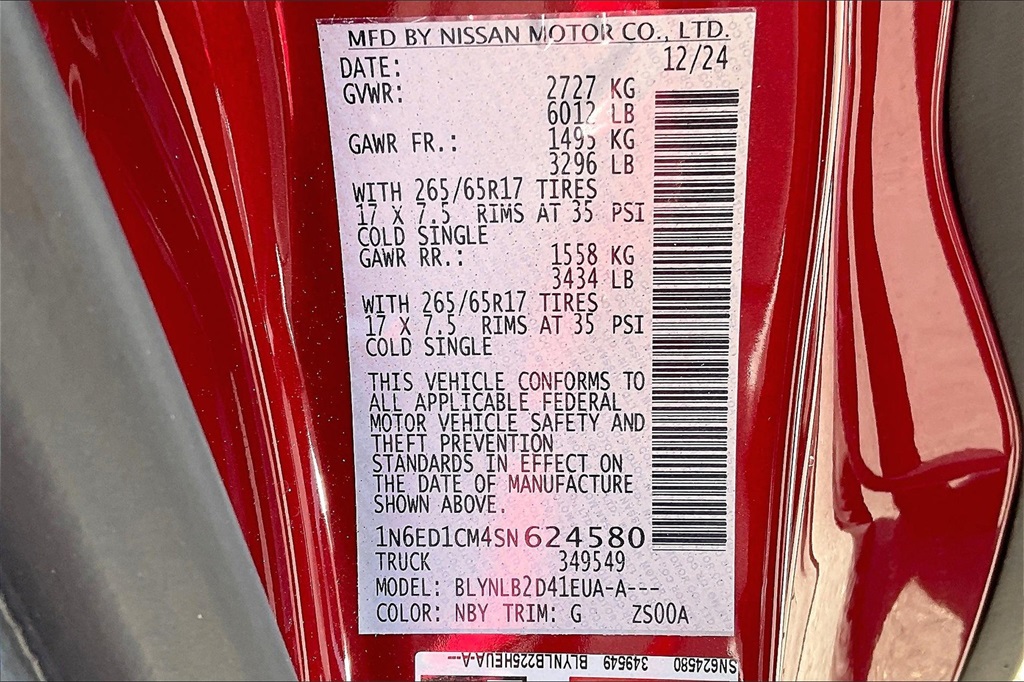 MFD BY NISSAN MOTOR CO., LTD.
DATE: 12/24
GVWR: 2727 KG
6012 LB
GAWR FR.: 1495 KG
3296 LB
WITH 265/65R17 TIRES
17 X 7.5 RIMS AT 35 PSI
COLD SINGLE
GAWR RR.: 1558 KG
3434 LB
WITH 265/65R17 TIRES
17 X 7.5 RIMS AT 35 PSI
COLD SINGLE
THIS VEHICLE CONFORMS TO
ALL APPLICABLE FEDERAL
MOTOR VEHICLE SAFETY AND
THEFT PREVENTION
STANDARDS IN EFFECT ON
THE DATE OF MANUFACTURE
SHOWN ABOVE.
1N6ED1CM4SN624580
TRUCK 349549
MODEL: BLYNLB2D41EUA-A---
COLOR: NBY TRIM: G ZS00A
SN624580 349549 BLYNLB225HEUA-A---